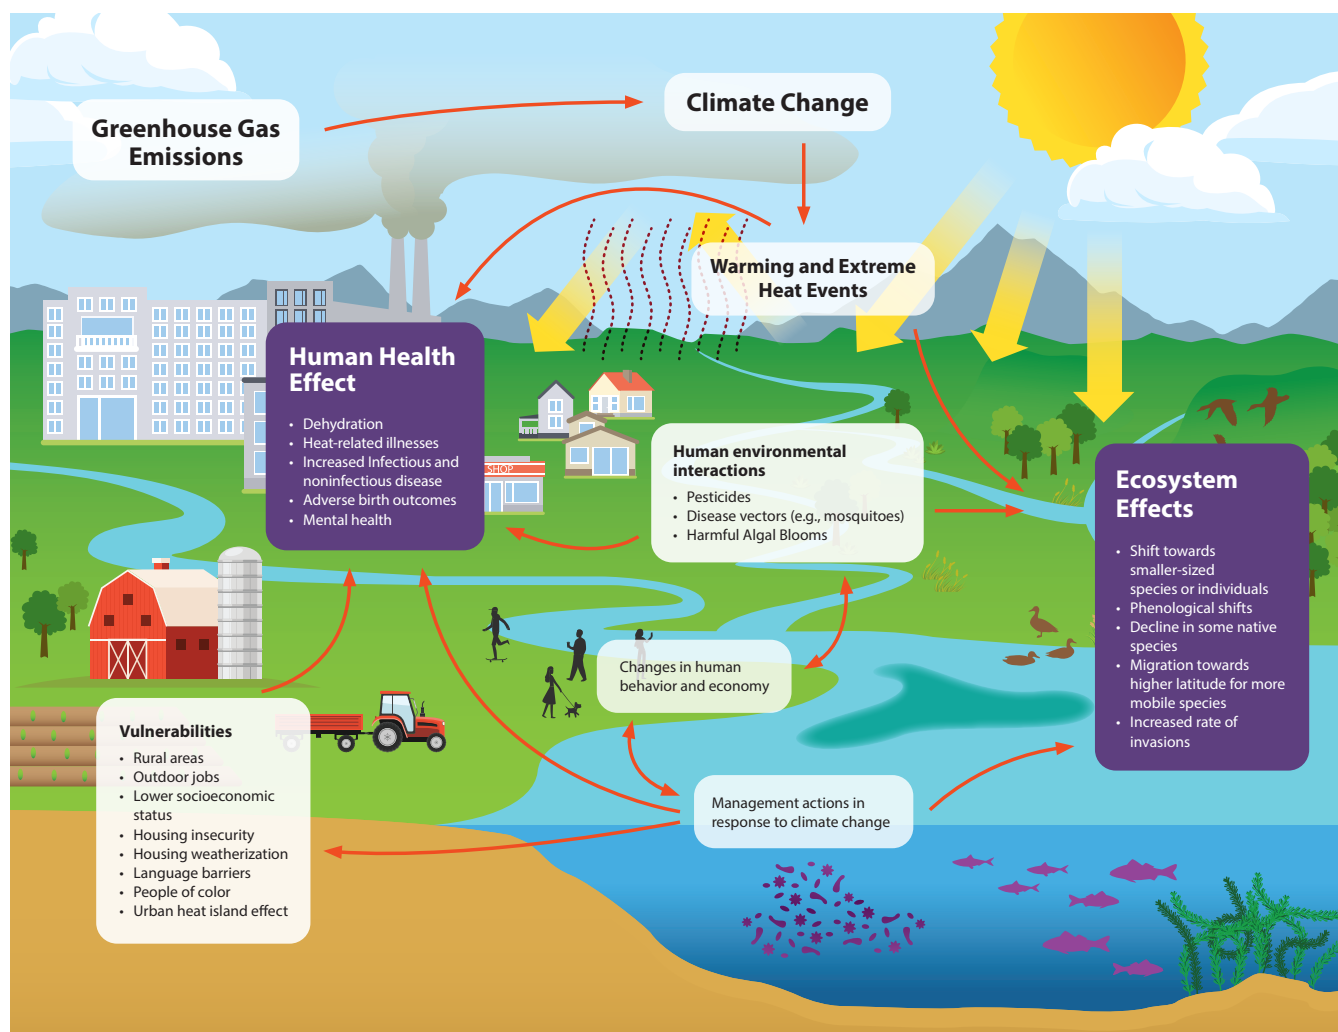 Greenhouse Gas
Emissions
Climate Change
Warming and Extreme
Heat Events
Human Health
Effect
• Dehydration
• Heat-related illnesses
• Increased Infectious and
noninfectious disease
• Adverse birth outcomes
• Mental health
SHOP
Human environmental
interactions
• Pesticides
• Disease vectors (e.g., mosquitoes)
• Harmful Algal Blooms
Ecosystem
Effects
• Shift towards
smaller-sized
species or individuals
• Phenological shifts
• Decline in some native
species
• Migration towards
higher latitude for more
mobile species
• Increased rate of
invasions
Changes in human
behavior and economy
Vulnerabilities
• Rural areas
• Outdoor jobs
• Lower socioeconomic
status
• Housing insecurity
• Housing weatherization
• Language barriers
• People of color
• Urban heat island effect
Management actions in
response to climate change